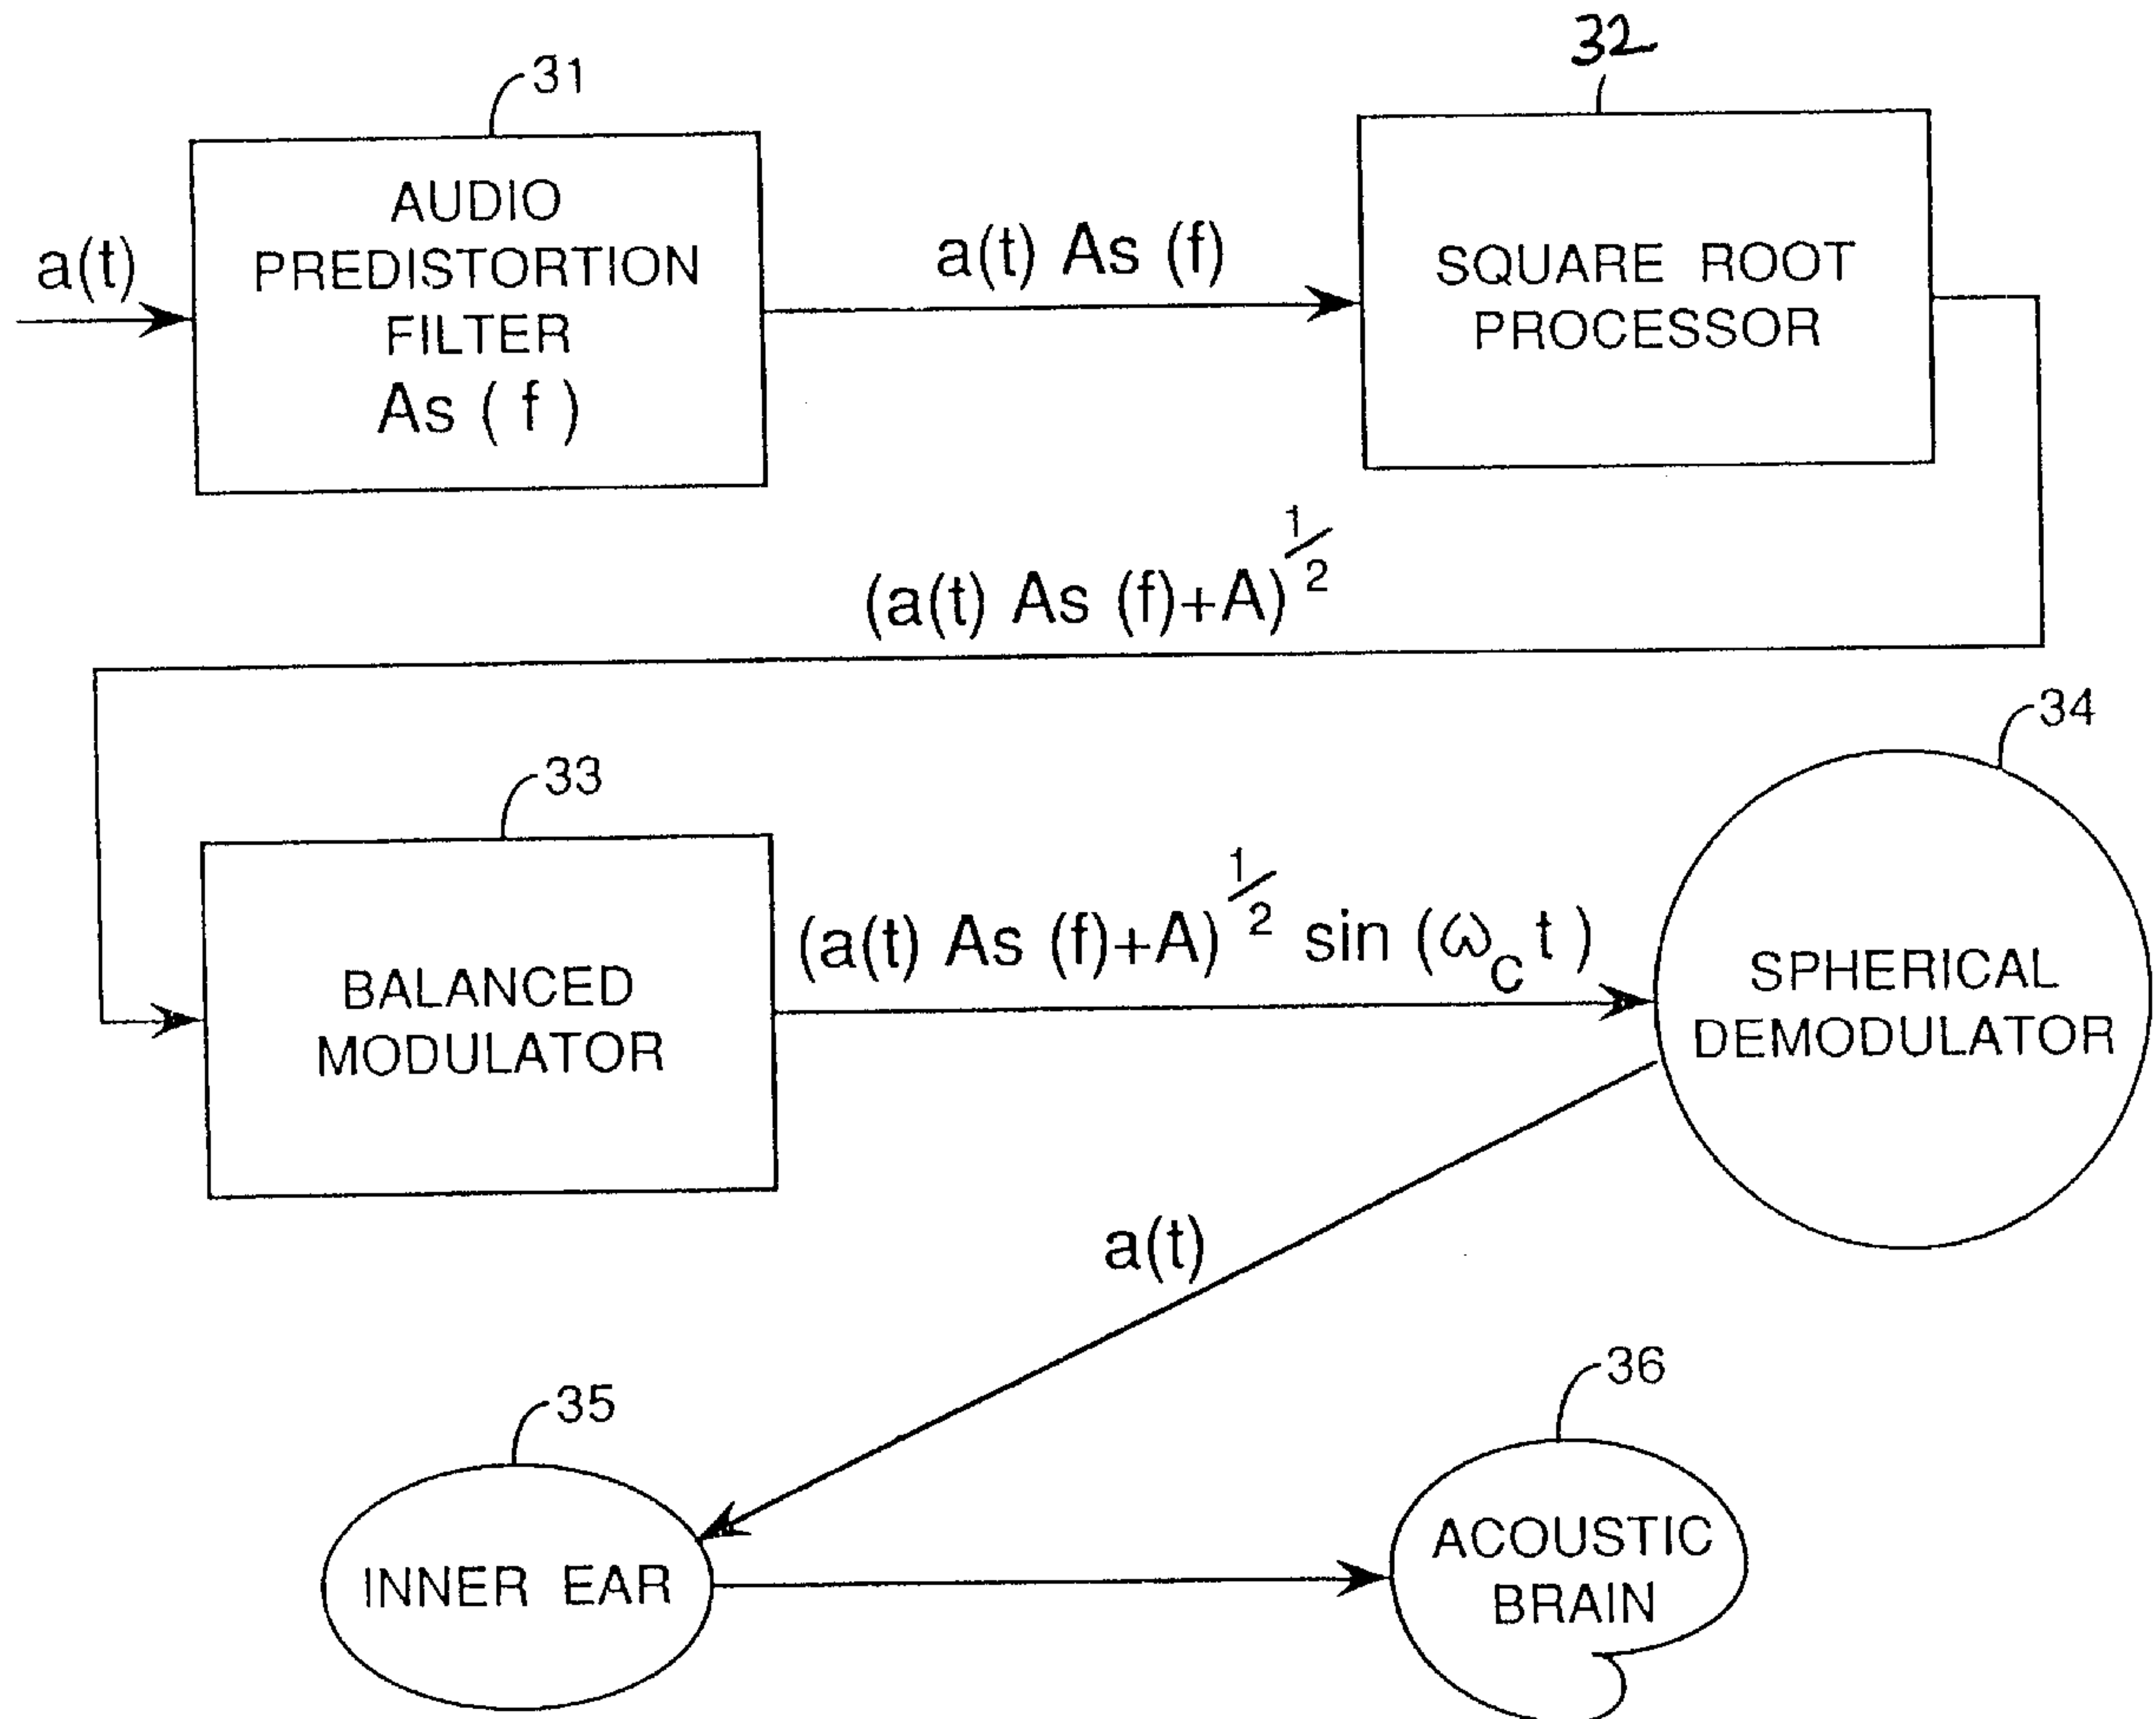 31
32
a(t)
AUDIO
PREDISTORTION
FILTER
As ( f )
a(t) As (f)
SQUARE ROOT
PROCESSOR
(a(t) As (f)+A)^1/2
33
34
BALANCED
MODULATOR
(a(t) As (f)+A)^1/2 sin (ω_c t )
SPHERICAL
DEMODULATOR
a(t)
35
36
INNER EAR
ACOUSTIC
BRAIN